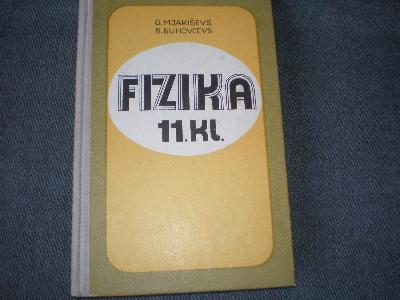 G. MJAKIŠEVS
B. BUHOVCEVS
FIZIKA
11. kl.